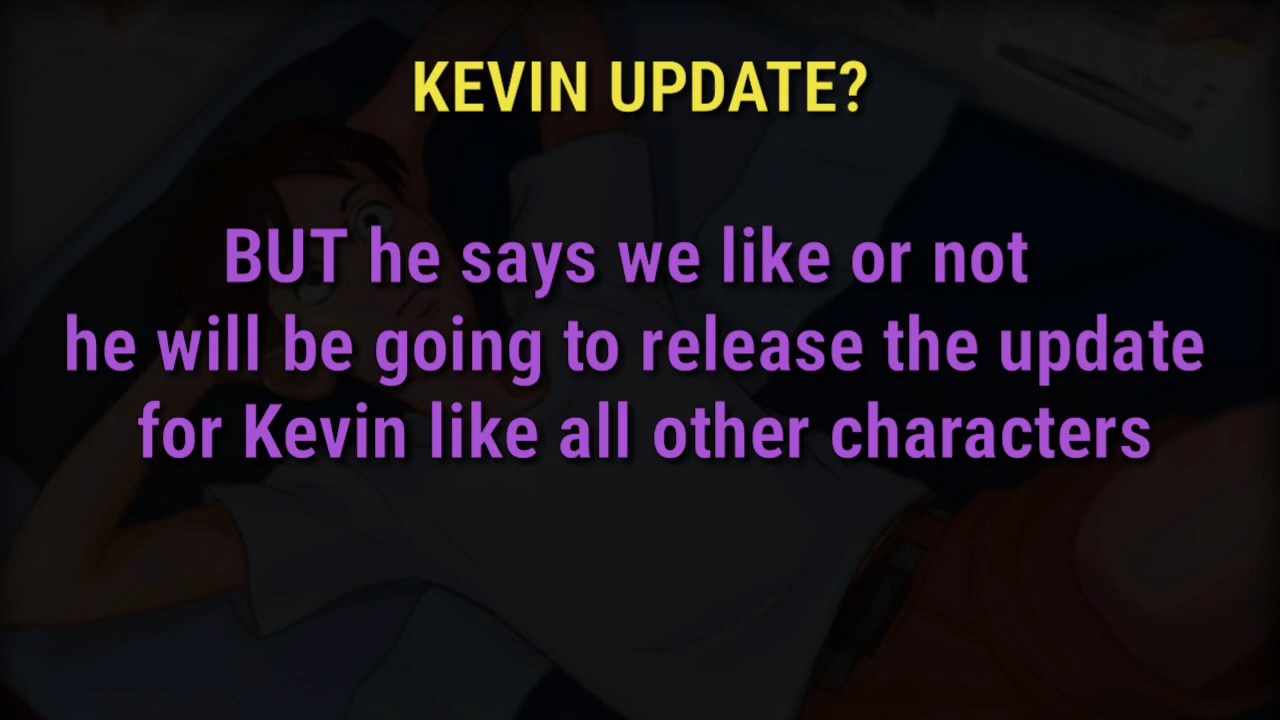 KEVIN UPDATE?
BUT he says we like or not
he will be going to release the update
for Kevin like all other characters